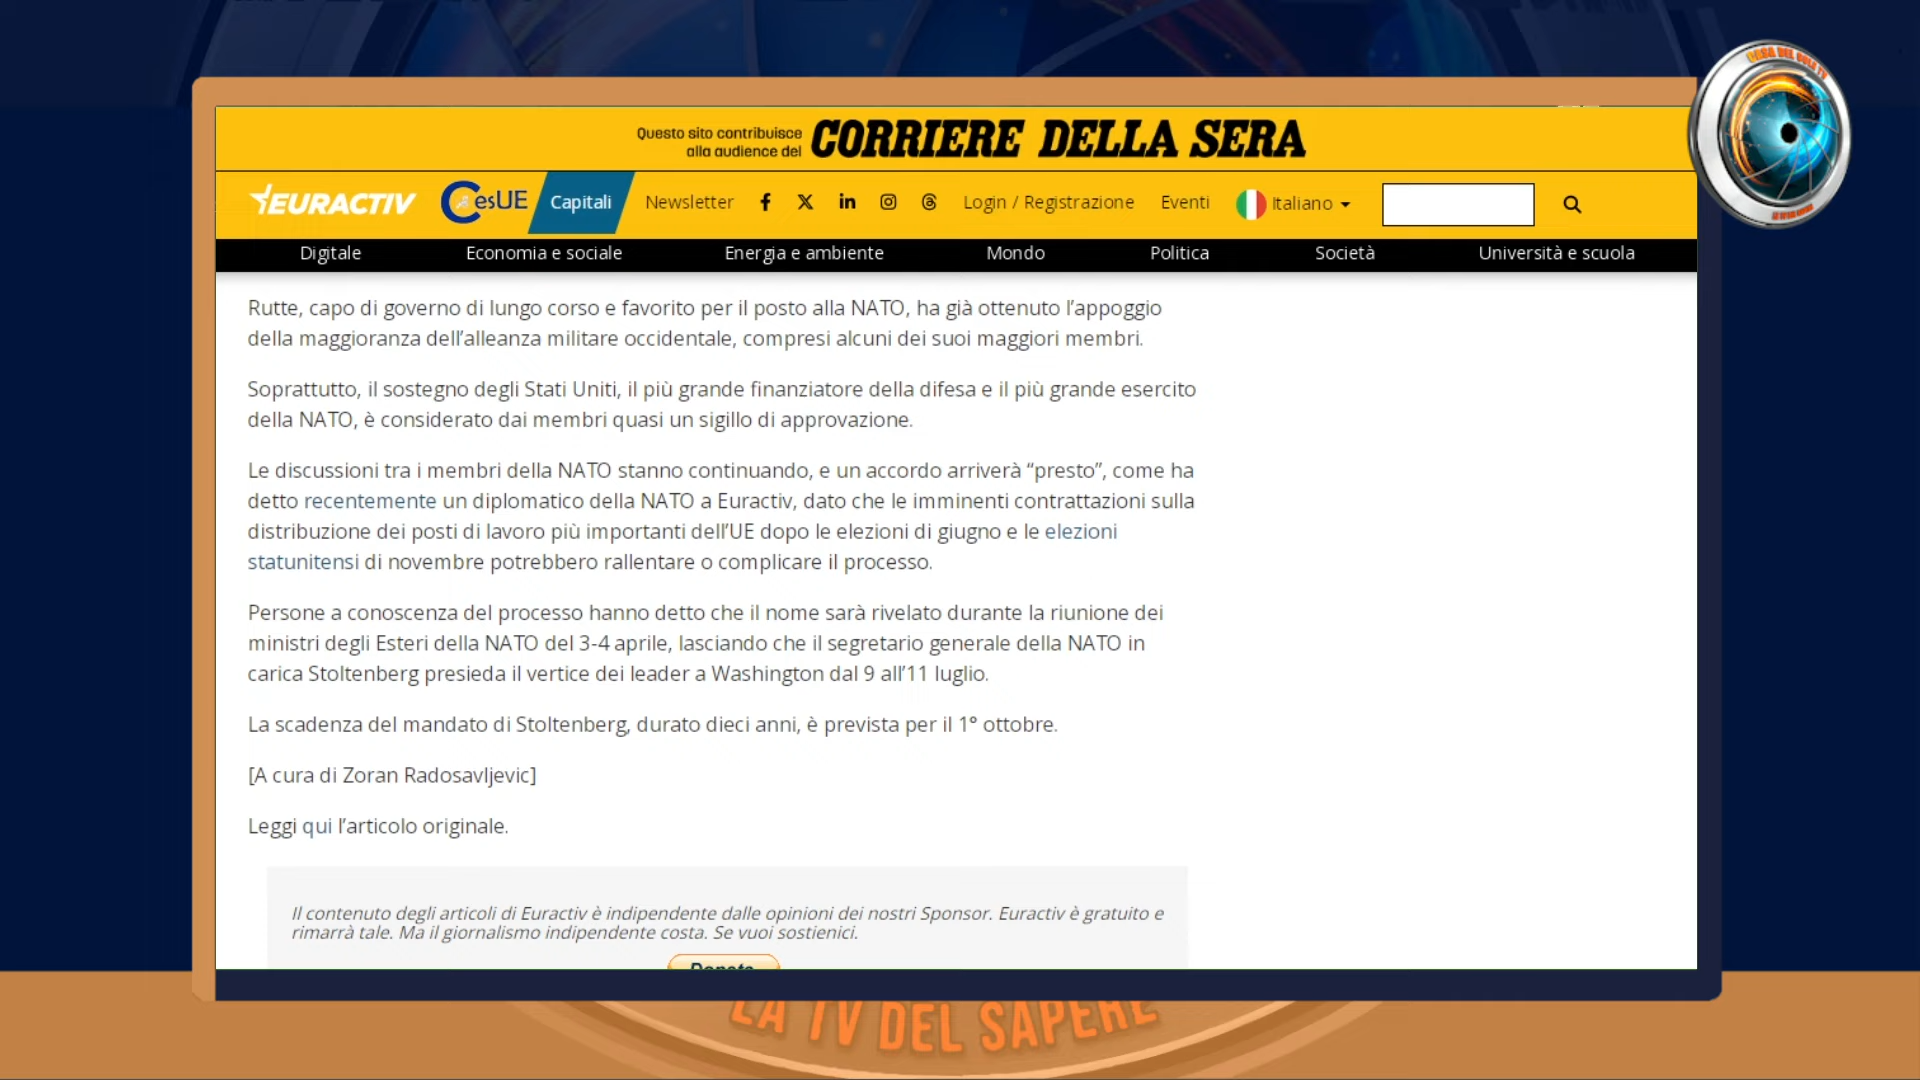 CASA DEL SOLE TV
Questo sito contribuisce
alla audience del
CORRIERE DELLA SERA
EURACTIV
CesUE
Capitali
Newsletter
Login / Registrazione
Eventi
Italiano
Digitale
Economia e sociale
Energia e ambiente
Mondo
Politica
Società
Università e scuola
Rutte, capo di governo di lungo corso e favorito per il posto alla NATO, ha già ottenuto l’appoggio
della maggioranza dell’alleanza militare occidentale, compresi alcuni dei suoi maggiori membri.
Soprattutto, il sostegno degli Stati Uniti, il più grande finanziatore della difesa e il più grande esercito
della NATO, è considerato dai membri quasi un sigillo di approvazione.
Le discussioni tra i membri della NATO stanno continuando, e un accordo arriverà “presto”, come ha
detto recentemente un diplomatico della NATO a Euractiv, dato che le imminenti contrattazioni sulla
distribuzione dei posti di lavoro più importanti dell’UE dopo le elezioni di giugno e le elezioni
statunitensi di novembre potrebbero rallentare o complicare il processo.
Persone a conoscenza del processo hanno detto che il nome sarà rivelato durante la riunione dei
ministri degli Esteri della NATO del 3-4 aprile, lasciando che il segretario generale della NATO in
carica Stoltenberg presieda il vertice dei leader a Washington dal 9 all’11 luglio.
La scadenza del mandato di Stoltenberg, durato dieci anni, è prevista per il 1° ottobre.
[A cura di Zoran Radosavljevic]
Leggi qui l’articolo originale.
Il contenuto degli articoli di Euractiv è indipendente dalle opinioni dei nostri Sponsor. Euractiv è gratuito e
rimarrà tale. Ma il giornalismo indipendente costa. Se vuoi sostienici.
Donate
LA TV DEL SAPERE